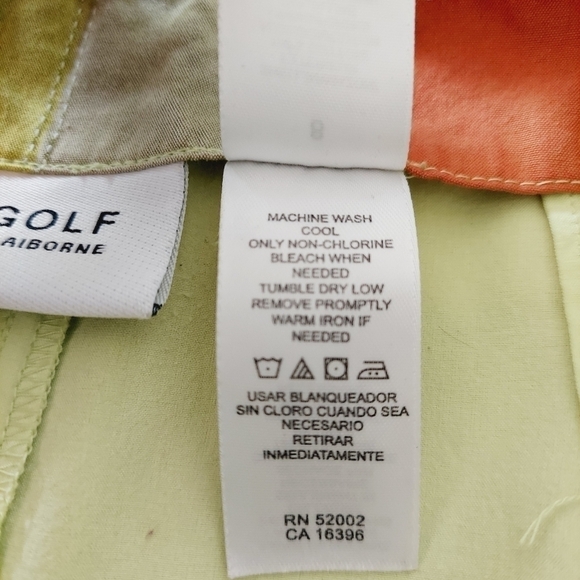 GOLF
AIBORNE
MACHINE WASH
COOL
ONLY NON-CHLORINE
BLEACH WHEN
NEEDED
TUMBLE DRY LOW
REMOVE PROMPTLY
WARM IRON IF
NEEDED
USAR BLANQUEADOR
SIN CLORO CUANDO SEA
NECESARIO
RETIRAR
INMEDIATAMENTE
RN 52002
CA 16396